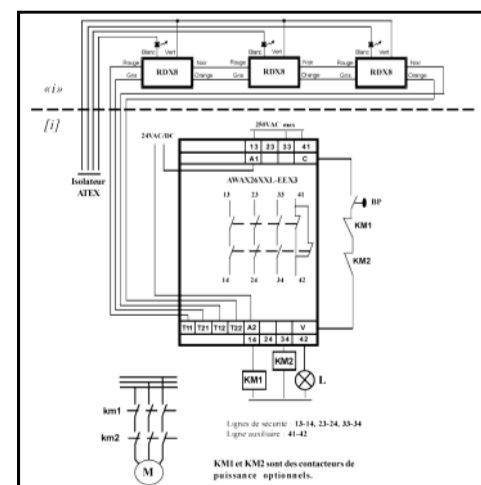 Blanc Vert Blanc Vert Blanc Vert
Rouge RDX8 Noir Rouge RDX8 Noir Rouge RDX8 Noir
Gris Orange Gris Orange Gris Orange
«i»
[i]
250VAC max
24VAC/DC
13 23 33 41
A1 C
Isolateur
ATEX
AWAX26XXL-EEX3
13 23 33 41
BP
KM1
KM2
14 24 34 42
T11 T21 T12 T22 A2 V
14 24 34 42
KM1 KM2 L
km1
km2
M
Lignes de sécurité : 13-14, 23-24, 33-34
Ligne auxiliaire : 41-42
KM1 et KM2 sont des contacteurs de
puissance optionnels.